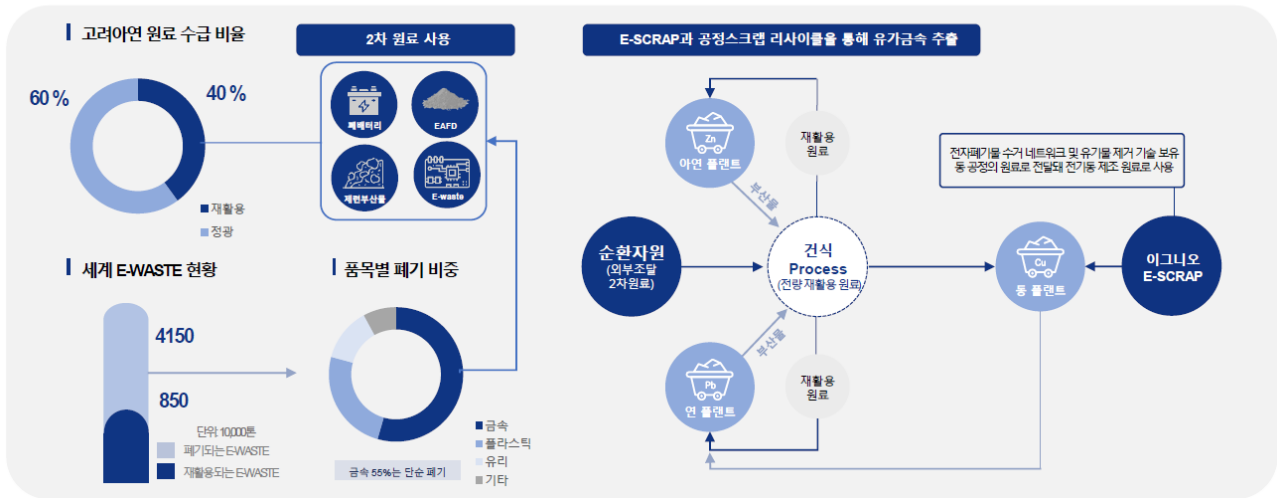 고려아연 원료 수급 비율
60 %
40 %
재활용
정광
2차 원료 사용
폐배터리
EAFD
제련부산물
E-waste
세계 E-WASTE 현황
4150
850
단위: 10,000톤
폐기되는 E-WASTE
재활용되는 E-WASTE
품목별 폐기 비중
금속
플라스틱
유리
기타
금속 55%는 단순 폐기
E-SCRAP과 공정스크랩 리사이클을 통해 유가금속 추출
Zn
아연 플랜트
재활용
원료
부산물
순환자원
(외부조달
2차원료)
건식
Process
(전량 재활용 원료)
부산물
Pb
연 플랜트
재활용
원료
전자폐기물 수거 네트워크 및 유기물 제거 기술 보유
동 공정의 원료로 전달돼 전기동 제조 원료로 사용
Cu
동 플랜트
이그니오
E-SCRAP